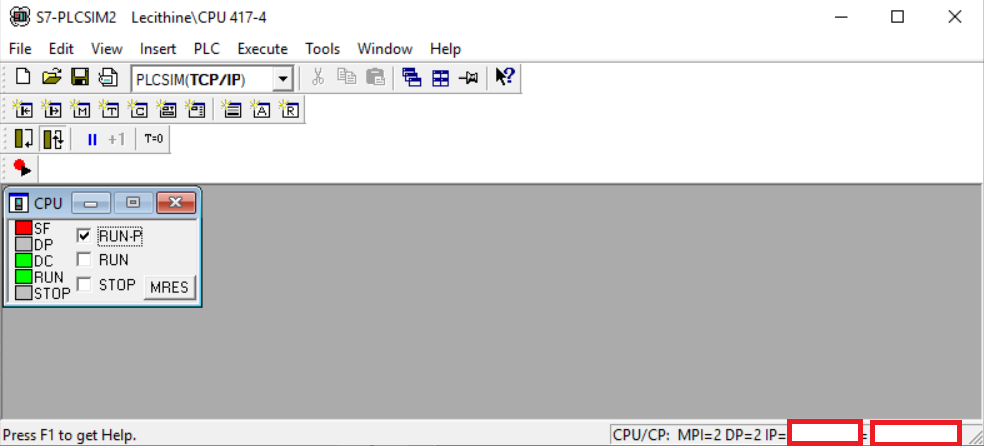 S7-PLCSIM2 Lecithine\CPU 417-4
File Edit View Insert PLC Execute Tools Window Help
PLCSIM(TCP/IP)
+1 T=0
CPU
SF
DP
DC
RUN
STOP
RUN-P
RUN
STOP MRES
Press F1 to get Help.
CPU/CP: MPI=2 DP=2 IP= =